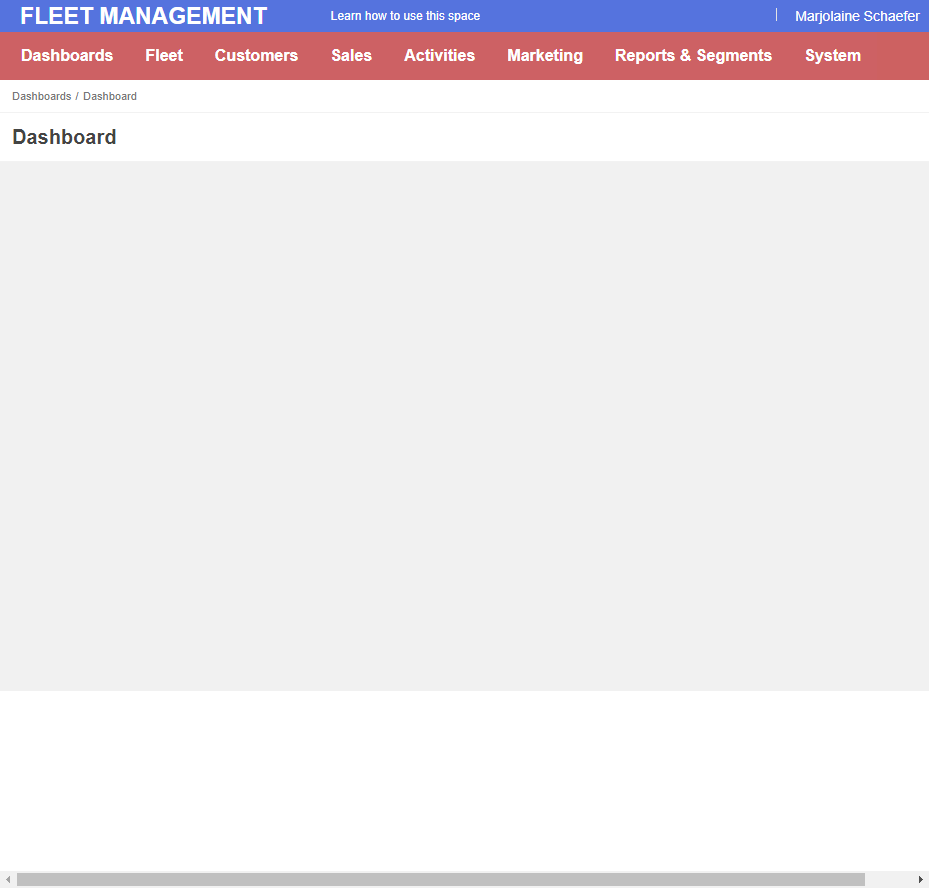 FLEET MANAGEMENT Learn how to use this space | Marjolaine Schaefer
Dashboards Fleet Customers Sales Activities Marketing Reports & Segments System
Dashboards / Dashboard
Dashboard